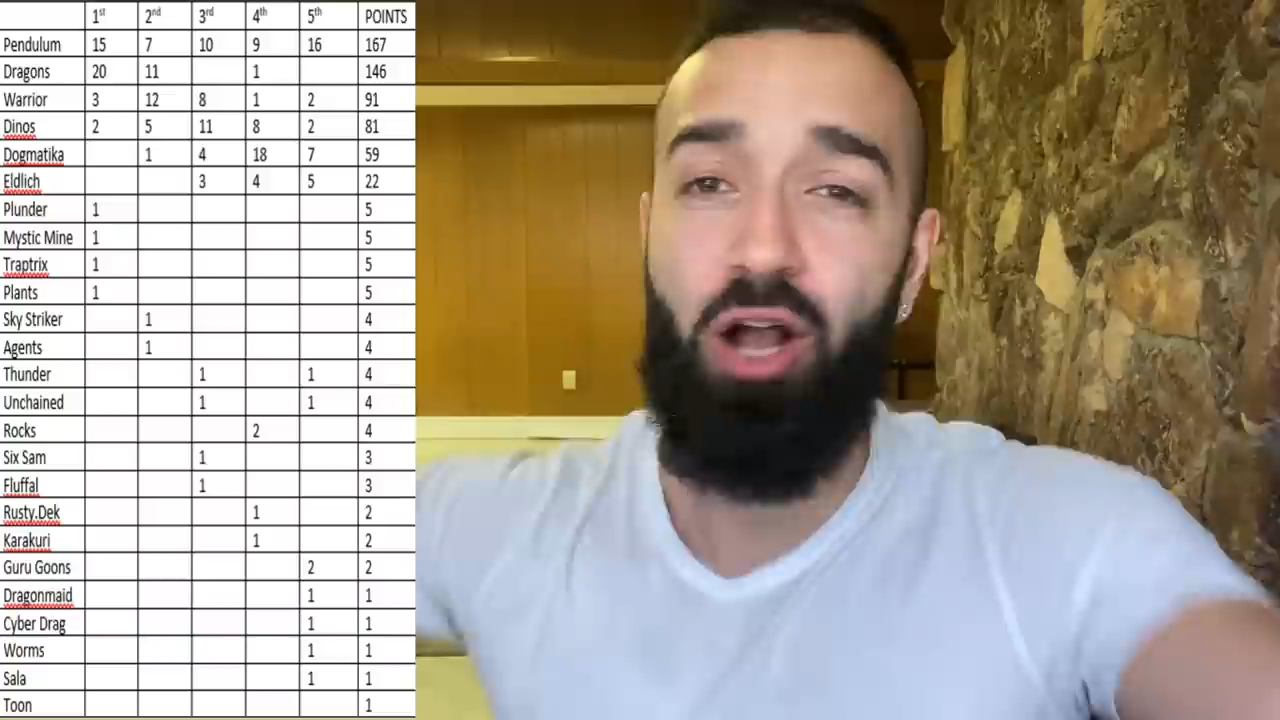 1st 2nd 3rd 4th 5th POINTS
Pendulum 15 7 10 9 16 167
Dragons 20 11 1 146
Warrior 3 12 8 1 2 91
Dinos 2 5 11 8 2 81
Dogmatika 1 4 18 7 59
Eldlich 3 4 5 22
Plunder 1 5
Mystic Mine 1 5
Traptrix 1 5
Plants 1 5
Sky Striker 1 4
Agents 1 4
Thunder 1 1 4
Unchained 1 1 4
Rocks 2 4
Six Sam 1 3
Fluffal 1 3
Rusty.Dek 1 2
Karakuri 1 2
Guru Goons 2 2
Dragonmaid 1 1
Cyber Drag 1 1
Worms 1 1
Sala 1 1
Toon 1